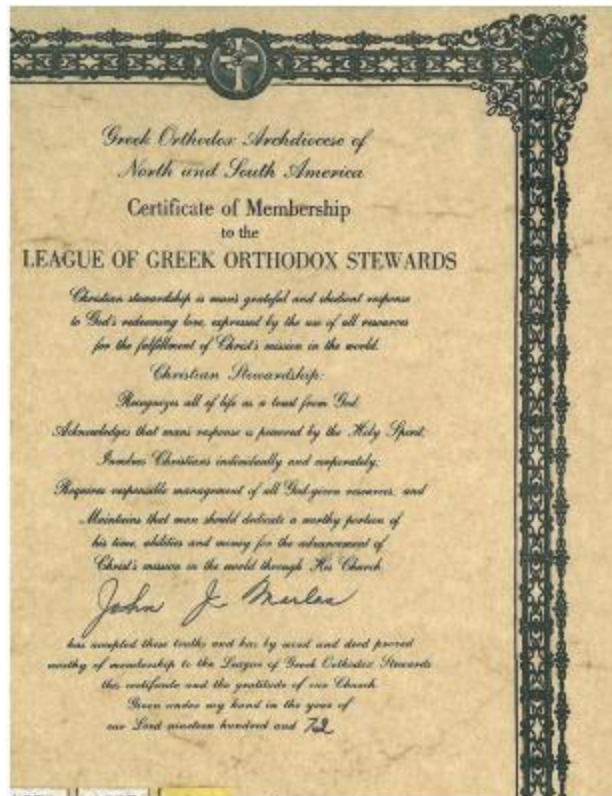 Greek Orthodox Archdiocese of
North and South America
Certificate of Membership
to the
LEAGUE OF GREEK ORTHODOX STEWARDS
Christian stewardship is man's grateful and obedient response
to God's redeeming love, expressed by the use of all resources
for the fulfillment of Christ's mission in the world.
Christian Stewardship:
Recognizes all of life as a trust from God.
Acknowledges that mans response is powered by the Holy Spirit;
Involves Christians individually and corporately;
Requires responsible management of all God-given resources; and
Maintains that man should dedicate a worthy portion of
his time, abilities and money for the advancement of
Christ's mission in the world through His Church.
John J.
has accepted these truths and has by word and deed proved
worthy of membership to the League of Greek Orthodox Stewards
this certificate and the gratitude of our Church.
Given under my hand in the year of
our Lord nineteen hundred and 72